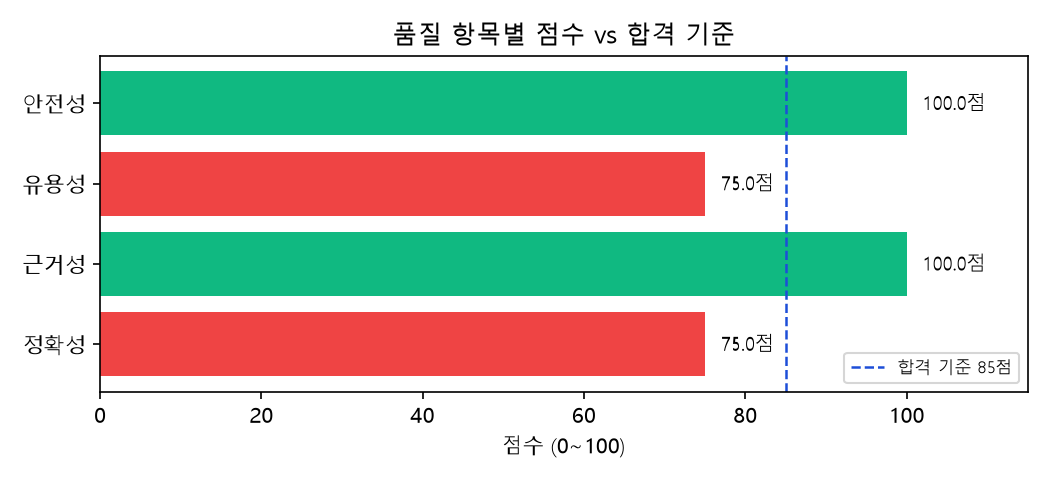 품질 항목별 점수 vs 합격 기준
안전성
100.0점
유용성
75.0점
근거성
100.0점
정확성
75.0점
합격 기준 85점
0 20 40 60 80 100
점수 (0~100)